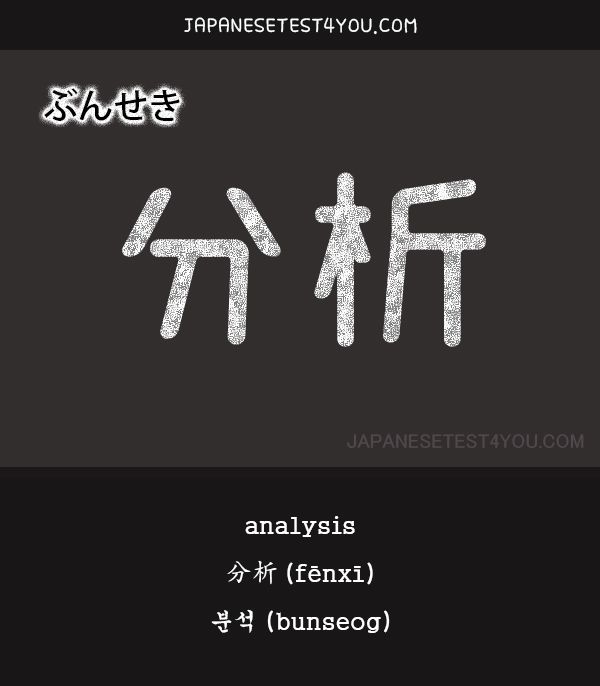 JAPANESETEST4YOU.COM
ぶんせき
分析
JAPANESETEST4YOU.COM
analysis
分析 (fēnxī)
분석 (bunseog)